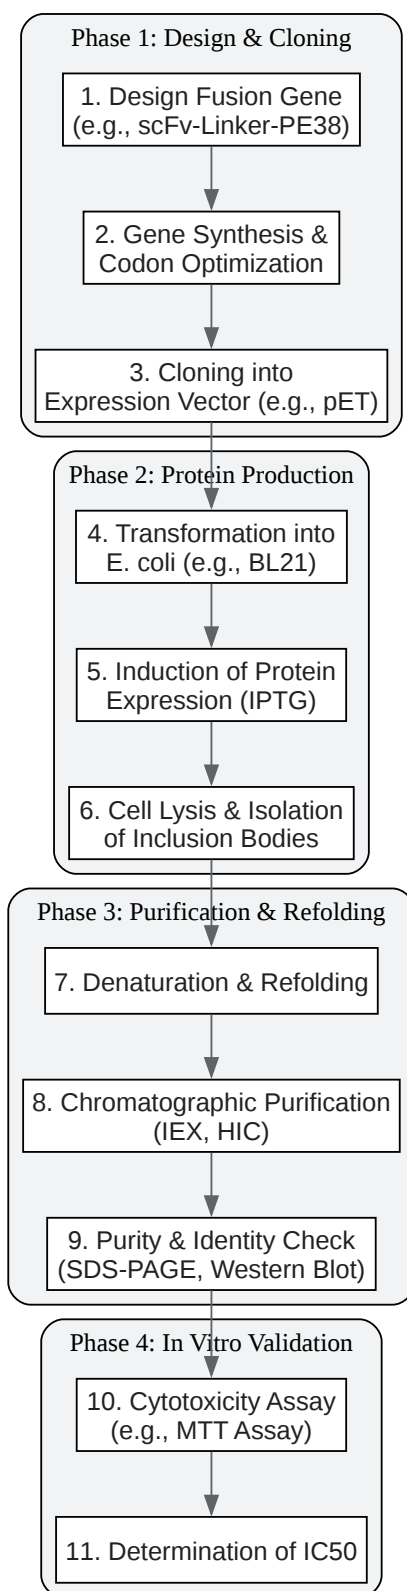 Phase 1: Design & Cloning
1. Design Fusion Gene
(e.g., scFv-Linker-PE38)
2. Gene Synthesis &
Codon Optimization
3. Cloning into
Expression Vector (e.g., pET)
Phase 2: Protein Production
4. Transformation into
E. coli (e.g., BL21)
5. Induction of Protein
Expression (IPTG)
6. Cell Lysis & Isolation
of Inclusion Bodies
Phase 3: Purification & Refolding
7. Denaturation & Refolding
8. Chromatographic Purification
(IEX, HIC)
9. Purity & Identity Check
(SDS-PAGE, Western Blot)
Phase 4: In Vitro Validation
10. Cytotoxicity Assay
(e.g., MTT Assay)
11. Determination of IC50